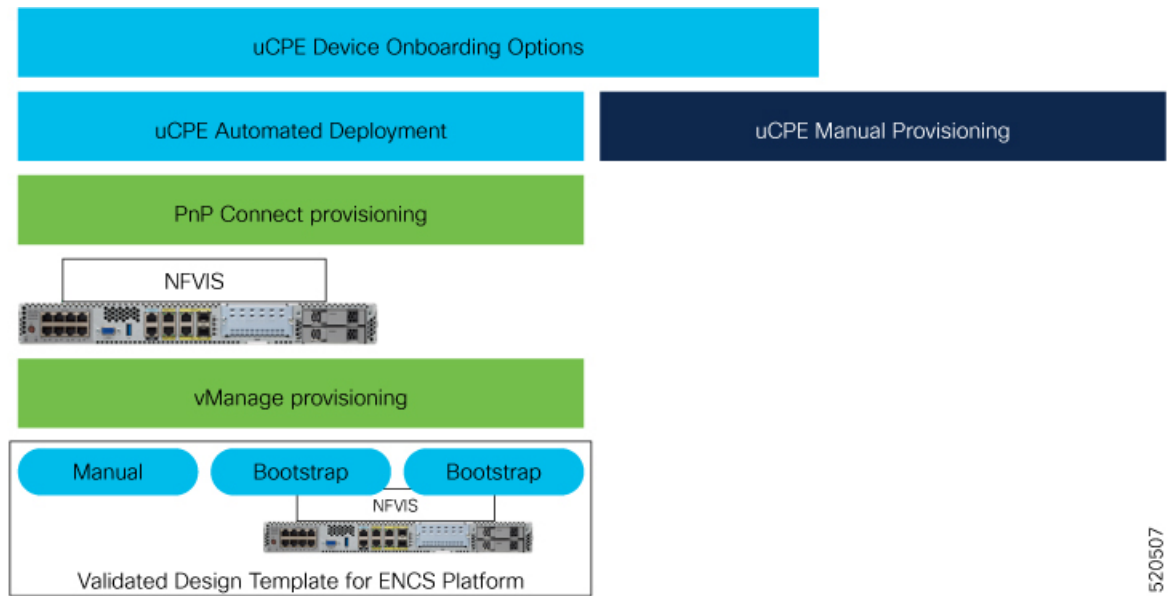 uCPE Device Onboarding Options
uCPE Automated Deployment
uCPE Manual Provisioning
PnP Connect provisioning
NFVIS
vManage provisioning
Manual
Bootstrap
Bootstrap
NFVIS
Validated Design Template for ENCS Platform
520507